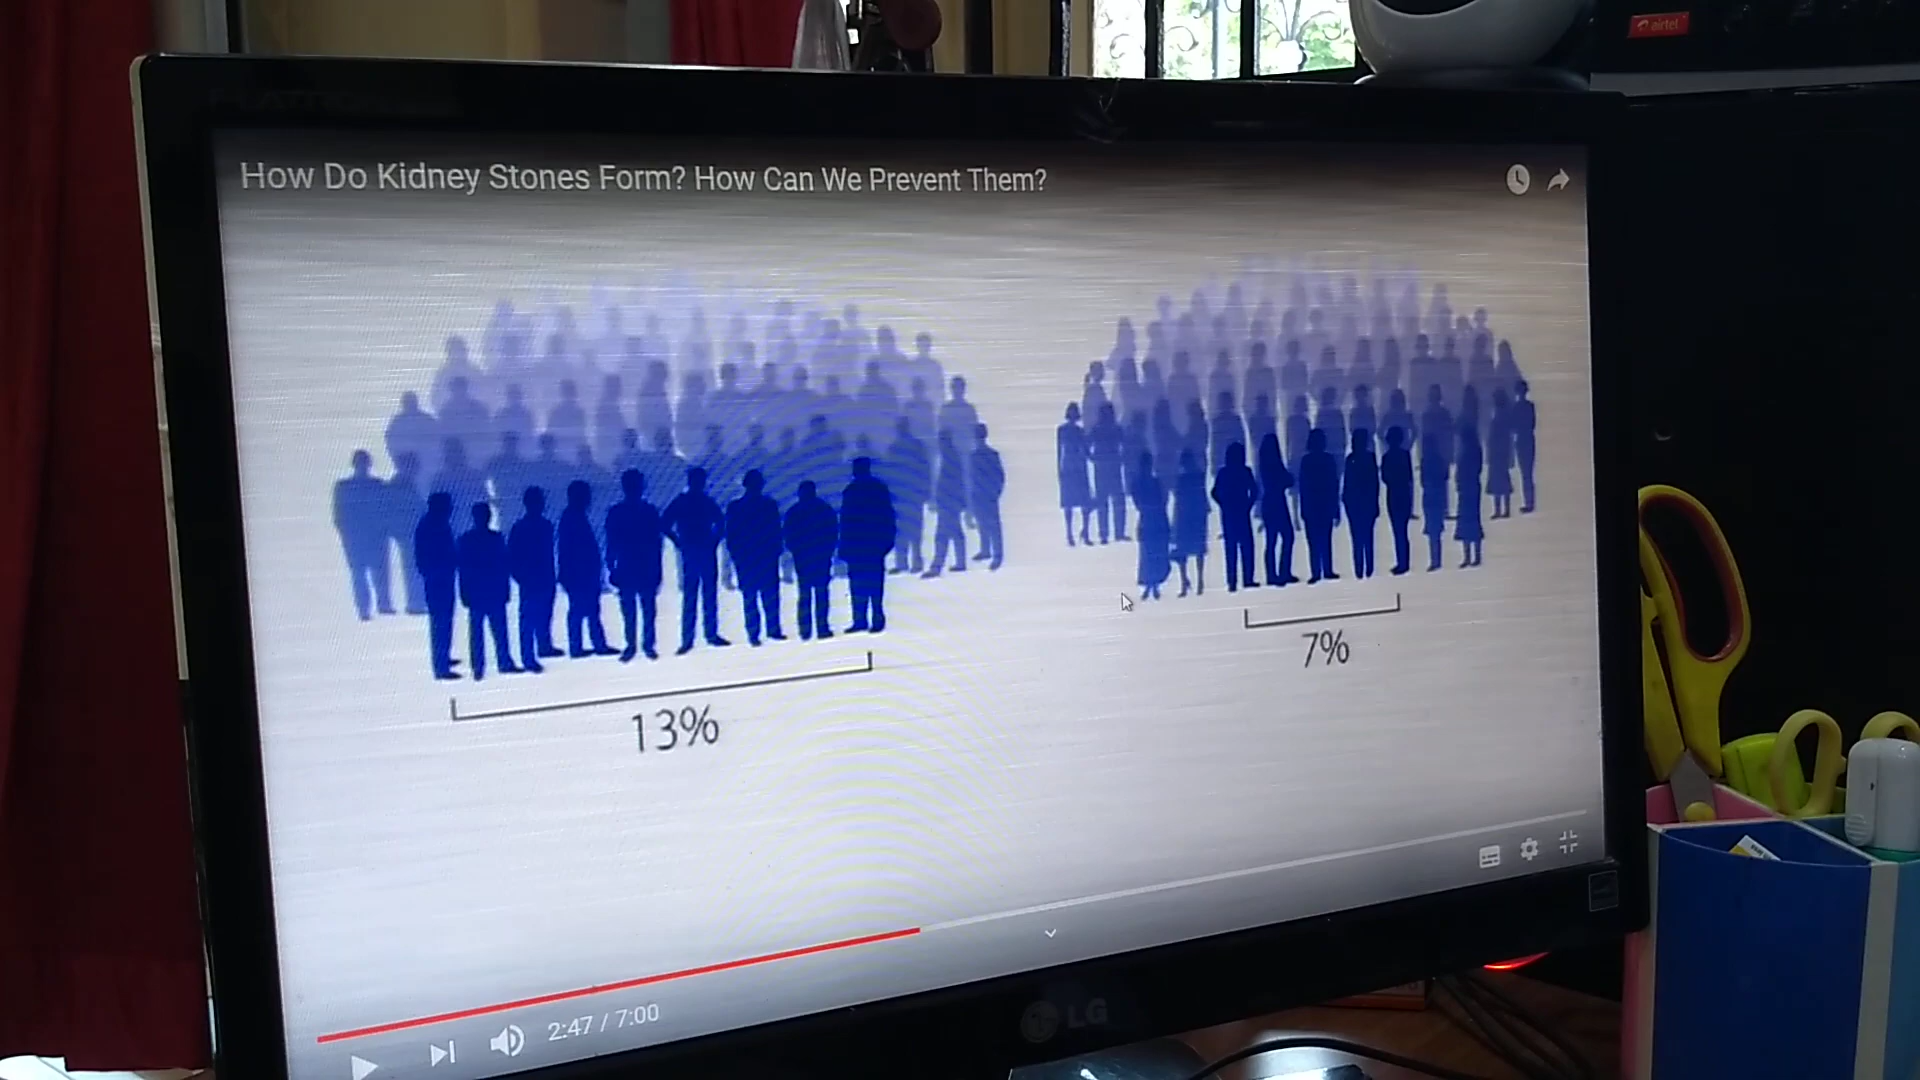 airtel
How Do Kidney Stones Form? How Can We Prevent Them?
13%
7%
2:47 / 7:00
LG